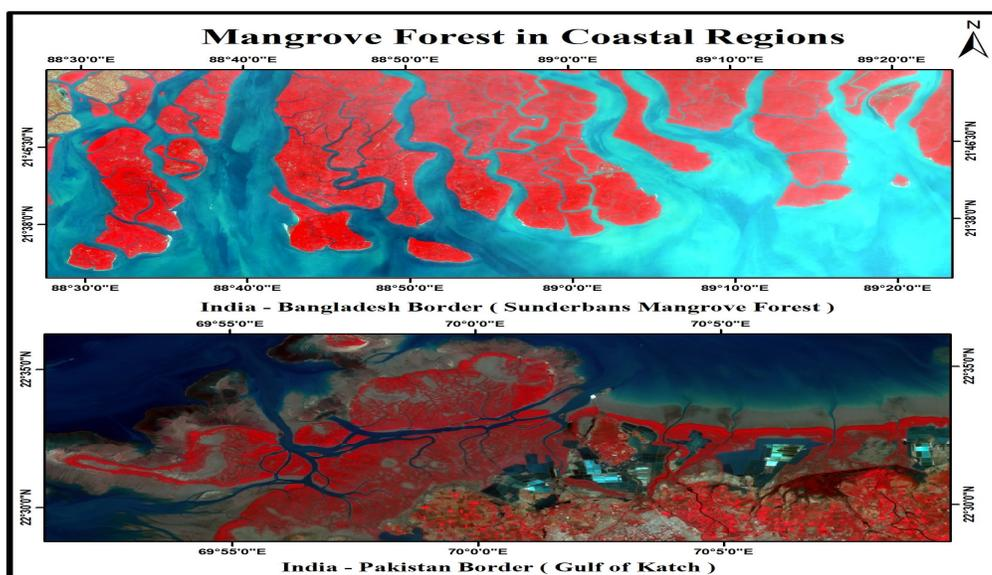 Mangrove Forest in Coastal Regions
Z
88°30'0"E 88°40'0"E 88°50'0"E 89°0'0"E 89°10'0"E 89°20'0"E
21°46'30"N 21°46'30"N
21°38'0"N 21°38'0"N
88°30'0"E 88°40'0"E 88°50'0"E 89°0'0"E 89°10'0"E 89°20'0"E
India - Bangladesh Border ( Sunderbans Mangrove Forest )
69°55'0"E 70°0'0"E 70°5'0"E
22°35'0"N 22°35'0"N
22°30'0"N 22°30'0"N
69°55'0"E 70°0'0"E 70°5'0"E
India - Pakistan Border ( Gulf of Katch )